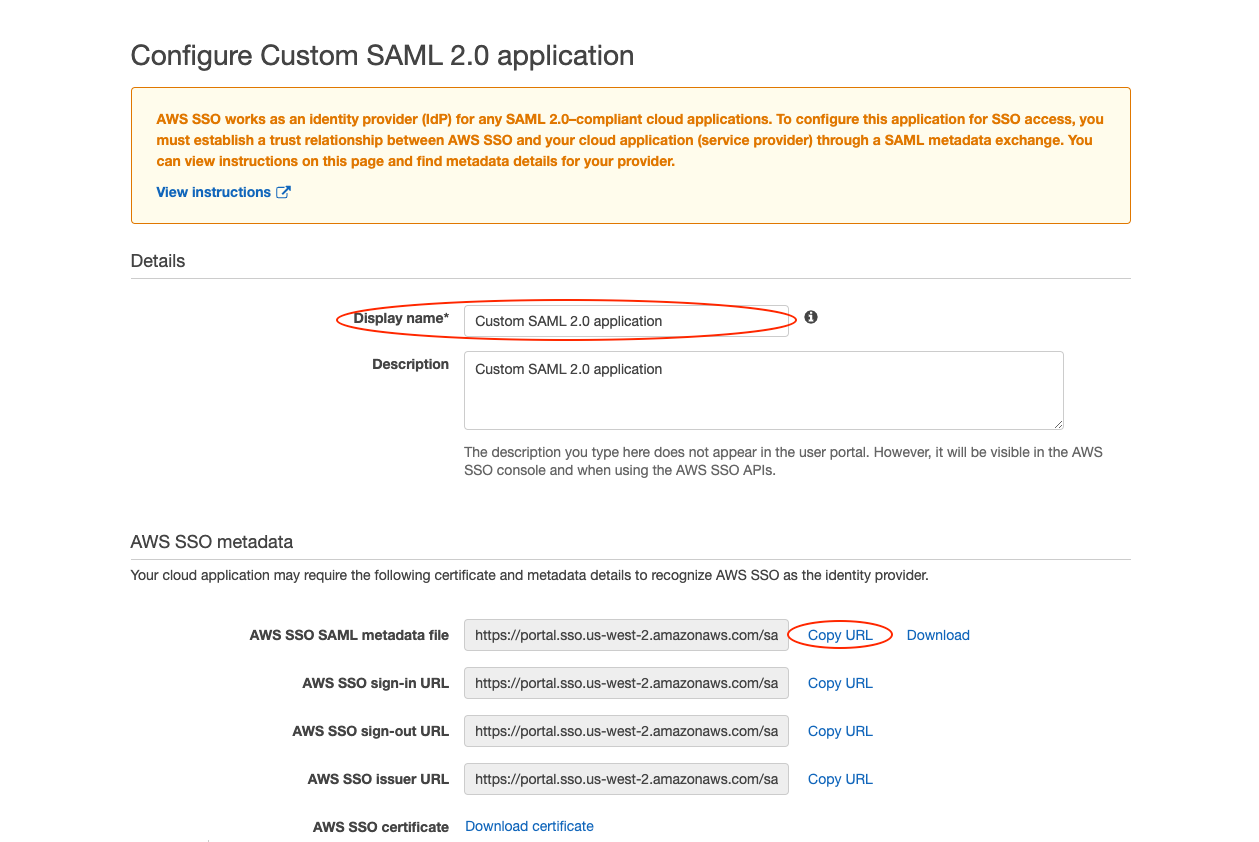 Configure Custom SAML 2.0 application
AWS SSO works as an identity provider (IdP) for any SAML 2.0–compliant cloud applications. To configure this application for SSO access, you
must establish a trust relationship between AWS SSO and your cloud application (service provider) through a SAML metadata exchange. You
can view instructions on this page and find metadata details for your provider.
View instructions
Details
Display name* Custom SAML 2.0 application
Description Custom SAML 2.0 application
The description you type here does not appear in the user portal. However, it will be visible in the AWS
SSO console and when using the AWS SSO APIs.
AWS SSO metadata
Your cloud application may require the following certificate and metadata details to recognize AWS SSO as the identity provider.
AWS SSO SAML metadata file https://portal.sso.us-west-2.amazonaws.com/sa Copy URL Download
AWS SSO sign-in URL https://portal.sso.us-west-2.amazonaws.com/sa Copy URL
AWS SSO sign-out URL https://portal.sso.us-west-2.amazonaws.com/sa Copy URL
AWS SSO issuer URL https://portal.sso.us-west-2.amazonaws.com/sa Copy URL
AWS SSO certificate Download certificate